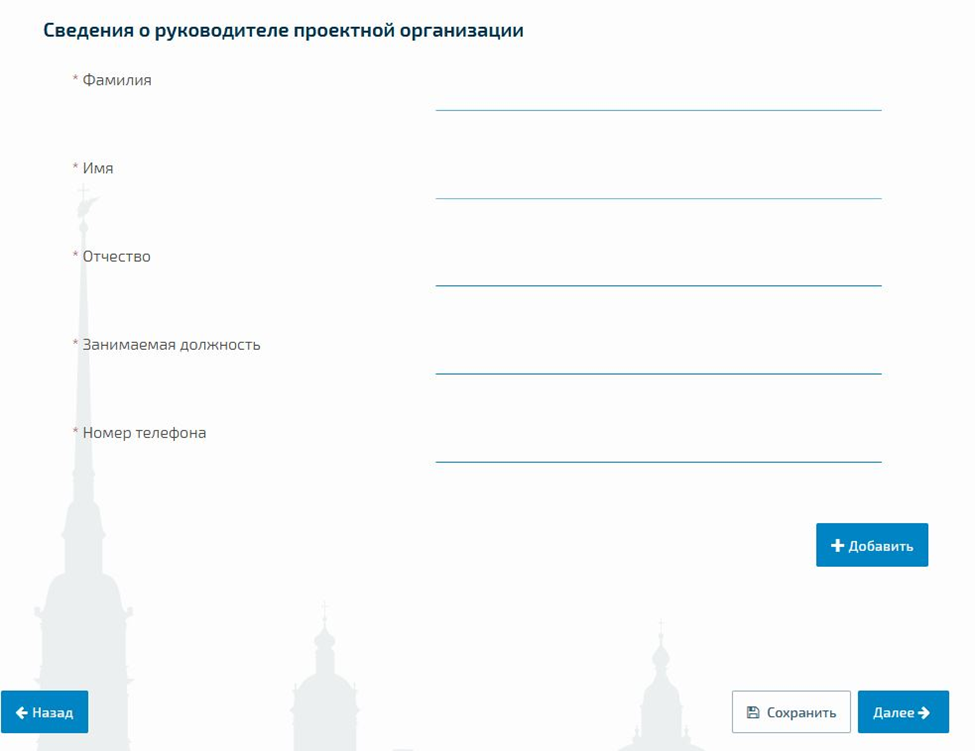 Сведения о руководителе проектной организации
* Фамилия
* Имя
* Отчество
* Занимаемая должность
* Номер телефона
+ Добавить
← Назад
Сохранить
Далее →